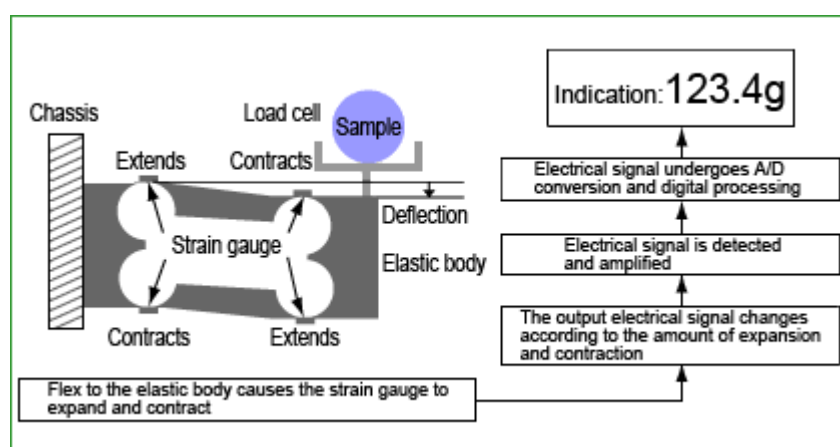 Chassis
Load cell
Sample
Extends
Contracts
Deflection
Strain gauge
Elastic body
Contracts
Extends
Indication: 123.4g
Electrical signal undergoes A/D
conversion and digital processing
Electrical signal is detected
and amplified
The output electrical signal changes
according to the amount of expansion
and contraction
Flex to the elastic body causes the strain gauge to
expand and contract